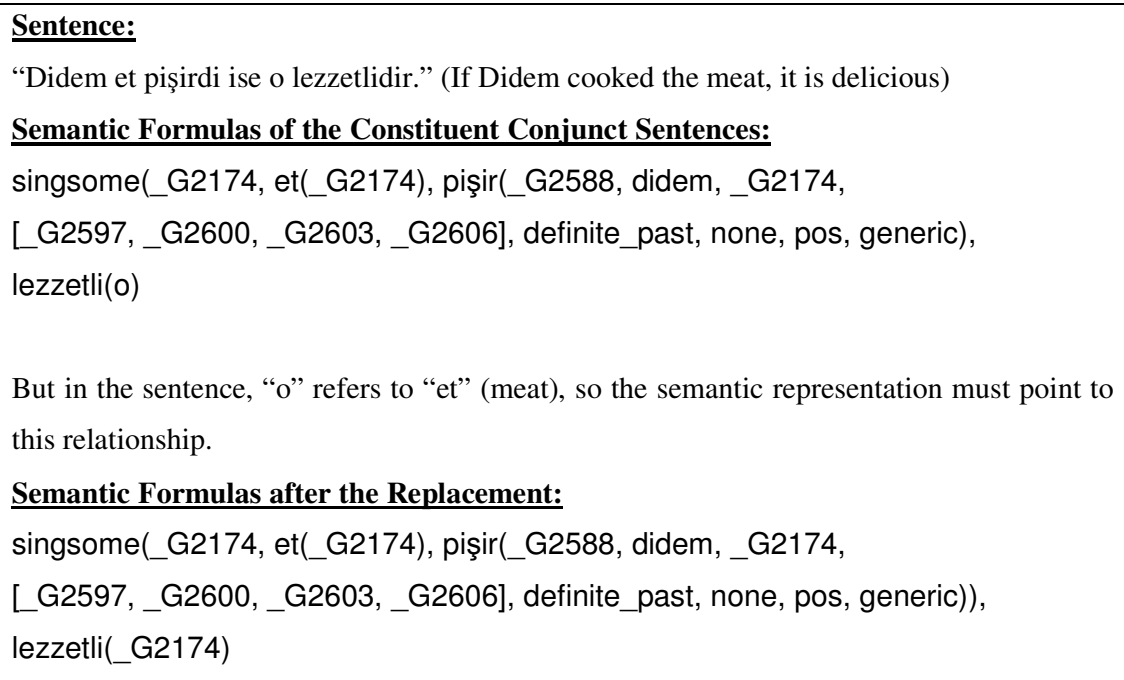 Sentence:
“Didem et pişirdi ise o lezzetlidir.” (If Didem cooked the meat, it is delicious)
Semantic Formulas of the Constituent Conjunct Sentences:
singsome(_G2174, et(_G2174), pişir(_G2588, didem, _G2174,
[_G2597, _G2600, _G2603, _G2606], definite_past, none, pos, generic),
lezzetli(o)
But in the sentence, “o” refers to “et” (meat), so the semantic representation must point to
this relationship.
Semantic Formulas after the Replacement:
singsome(_G2174, et(_G2174), pişir(_G2588, didem, _G2174,
[_G2597, _G2600, _G2603, _G2606], definite_past, none, pos, generic)),
lezzetli(_G2174)